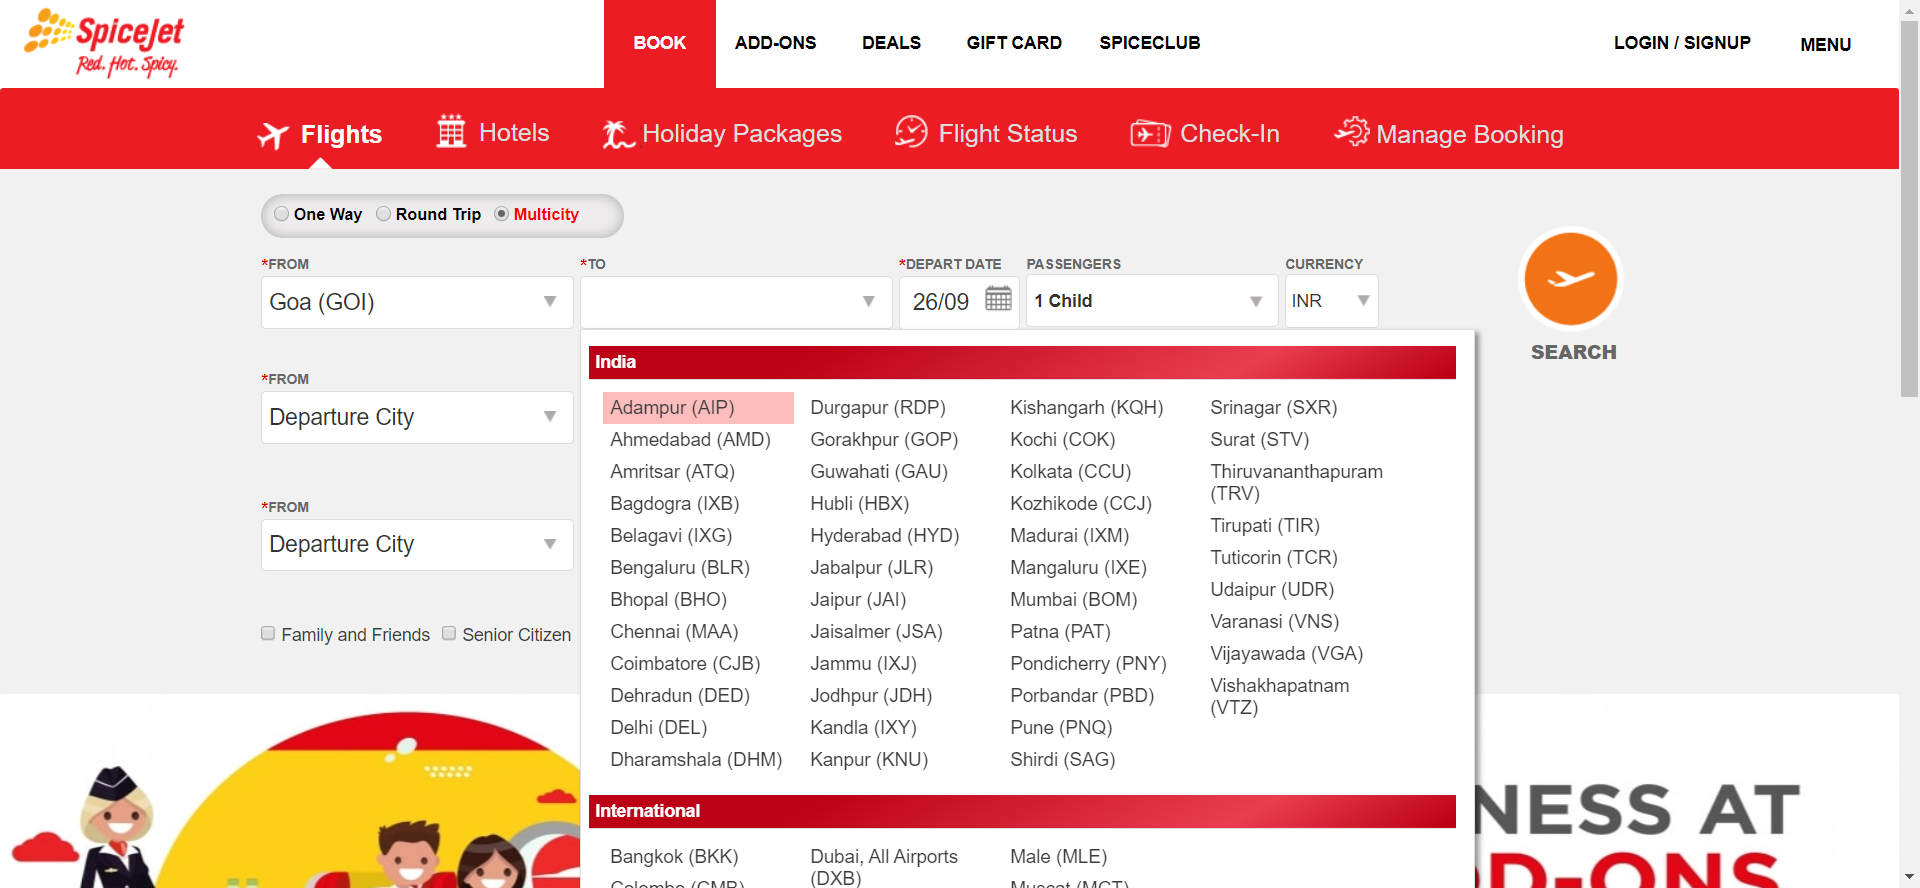 SpiceJet
Red. Hot. Spicy.
BOOK
ADD-ONS
DEALS
GIFT CARD
SPICECLUB
LOGIN / SIGNUP
MENU
Flights
Hotels
Holiday Packages
Flight Status
Check-In
Manage Booking
One Way
Round Trip
Multicity
*FROM
*TO
*DEPART DATE
PASSENGERS
CURRENCY
Goa (GOI)
26/09
1 Child
INR
SEARCH
*FROM
Departure City
*FROM
Departure City
Family and Friends
Senior Citizen
India
Adampur (AIP)
Ahmedabad (AMD)
Amritsar (ATQ)
Bagdogra (IXB)
Belagavi (IXG)
Bengaluru (BLR)
Bhopal (BHO)
Chennai (MAA)
Coimbatore (CJB)
Dehradun (DED)
Delhi (DEL)
Dharamshala (DHM)
Durgapur (RDP)
Gorakhpur (GOP)
Guwahati (GAU)
Hubli (HBX)
Hyderabad (HYD)
Jabalpur (JLR)
Jaipur (JAI)
Jaisalmer (JSA)
Jammu (IXJ)
Jodhpur (JDH)
Kandla (IXY)
Kanpur (KNU)
Kishangarh (KQH)
Kochi (COK)
Kolkata (CCU)
Kozhikode (CCJ)
Madurai (IXM)
Mangaluru (IXE)
Mumbai (BOM)
Patna (PAT)
Pondicherry (PNY)
Porbandar (PBD)
Pune (PNQ)
Shirdi (SAG)
Srinagar (SXR)
Surat (STV)
Thiruvananthapuram
(TRV)
Tirupati (TIR)
Tuticorin (TCR)
Udaipur (UDR)
Varanasi (VNS)
Vijayawada (VGA)
Vishakhapatnam
(VTZ)
International
Bangkok (BKK)
Colombo (CMB)
Dubai, All Airports
(DXB)
Male (MLE)
Muscat (MCT)
NESS AT
D-ONS